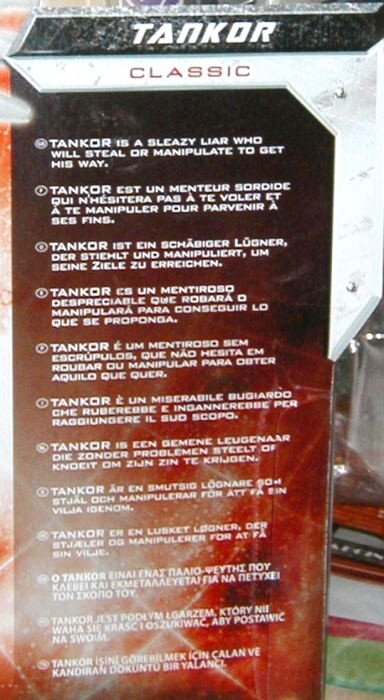 TANKOR
CLASSIC
GB TANKOR IS A SLEAZY LIAR WHO
WILL STEAL OR MANIPULATE TO GET
HIS WAY.
F TANKOR EST UN MENTEUR SORDIDE
QUI N'HÉSITERA PAS À TE VOLER ET
À TE MANIPULER POUR PARVENIR À
SES FINS.
D TANKOR IST EIN SCHÄBIGER LÜGNER,
DER STIEHLT UND MANIPULIERT, UM
SEINE ZIELE ZU ERREICHEN.
E TANKOR ES UN MENTIROSO
DESPRECIABLE QUE ROBARÁ O
MANIPULARÁ PARA CONSEGUIR LO
QUE SE PROPONGA.
P TANKOR É UM MENTIROSO SEM
ESCRÚPULOS, QUE NÃO HESITA EM
ROUBAR OU MANIPULAR PARA OBTER
AQUILO QUE QUER.
I TANKOR È UN MISERABILE BUGIARDO
CHE RUBEREBBE E INGANNEREBBE PER
RAGGIUNGERE IL SUO SCOPO.
NL TANKOR IS EEN GEMENE LEUGENAAR
DIE ZONDER PROBLEMEN STEELT OF
KNOEIT OM ZIJN ZIN TE KRIJGEN.
S TANKOR ÄR EN SMUTSIG LÖGNARE SOM
STJÄL OCH MANIPULERAR FÖR ATT FÅ SIN
VILJA IGENOM.
DK TANKOR ER EN LUSKET LØGNER, DER
STJÆLER OG MANIPULERER FOR AT FÅ
SIN VILJE.
Ο TANKOR ΕΙΝΑΙ ΕΝΑΣ ΠΑΛΙΟ-ΨΕΥΤΗΣ ΠΟΥ
ΚΛΕΒΕΙ ΚΑΙ ΕΚΜΕΤΑΛΛΕΥΕΤΑΙ ΓΙΑ ΝΑ ΠΕΤΥΧΕΙ
ΤΟΝ ΣΚΟΠΟ ΤΟΥ.
TANKOR JEST PODŁYM ŁGARZEM, KTÓRY NIE
WAHA SIĘ KRAŚĆ I OSZUKIWAĆ, ABY POSTAWIĆ
NA SWOIM.
TANKOR İŞİNİ GÖREBİLMEK İÇİN ÇALAN VE
KANDIRAN DÖKÜNTÜ BİR YALANCI.